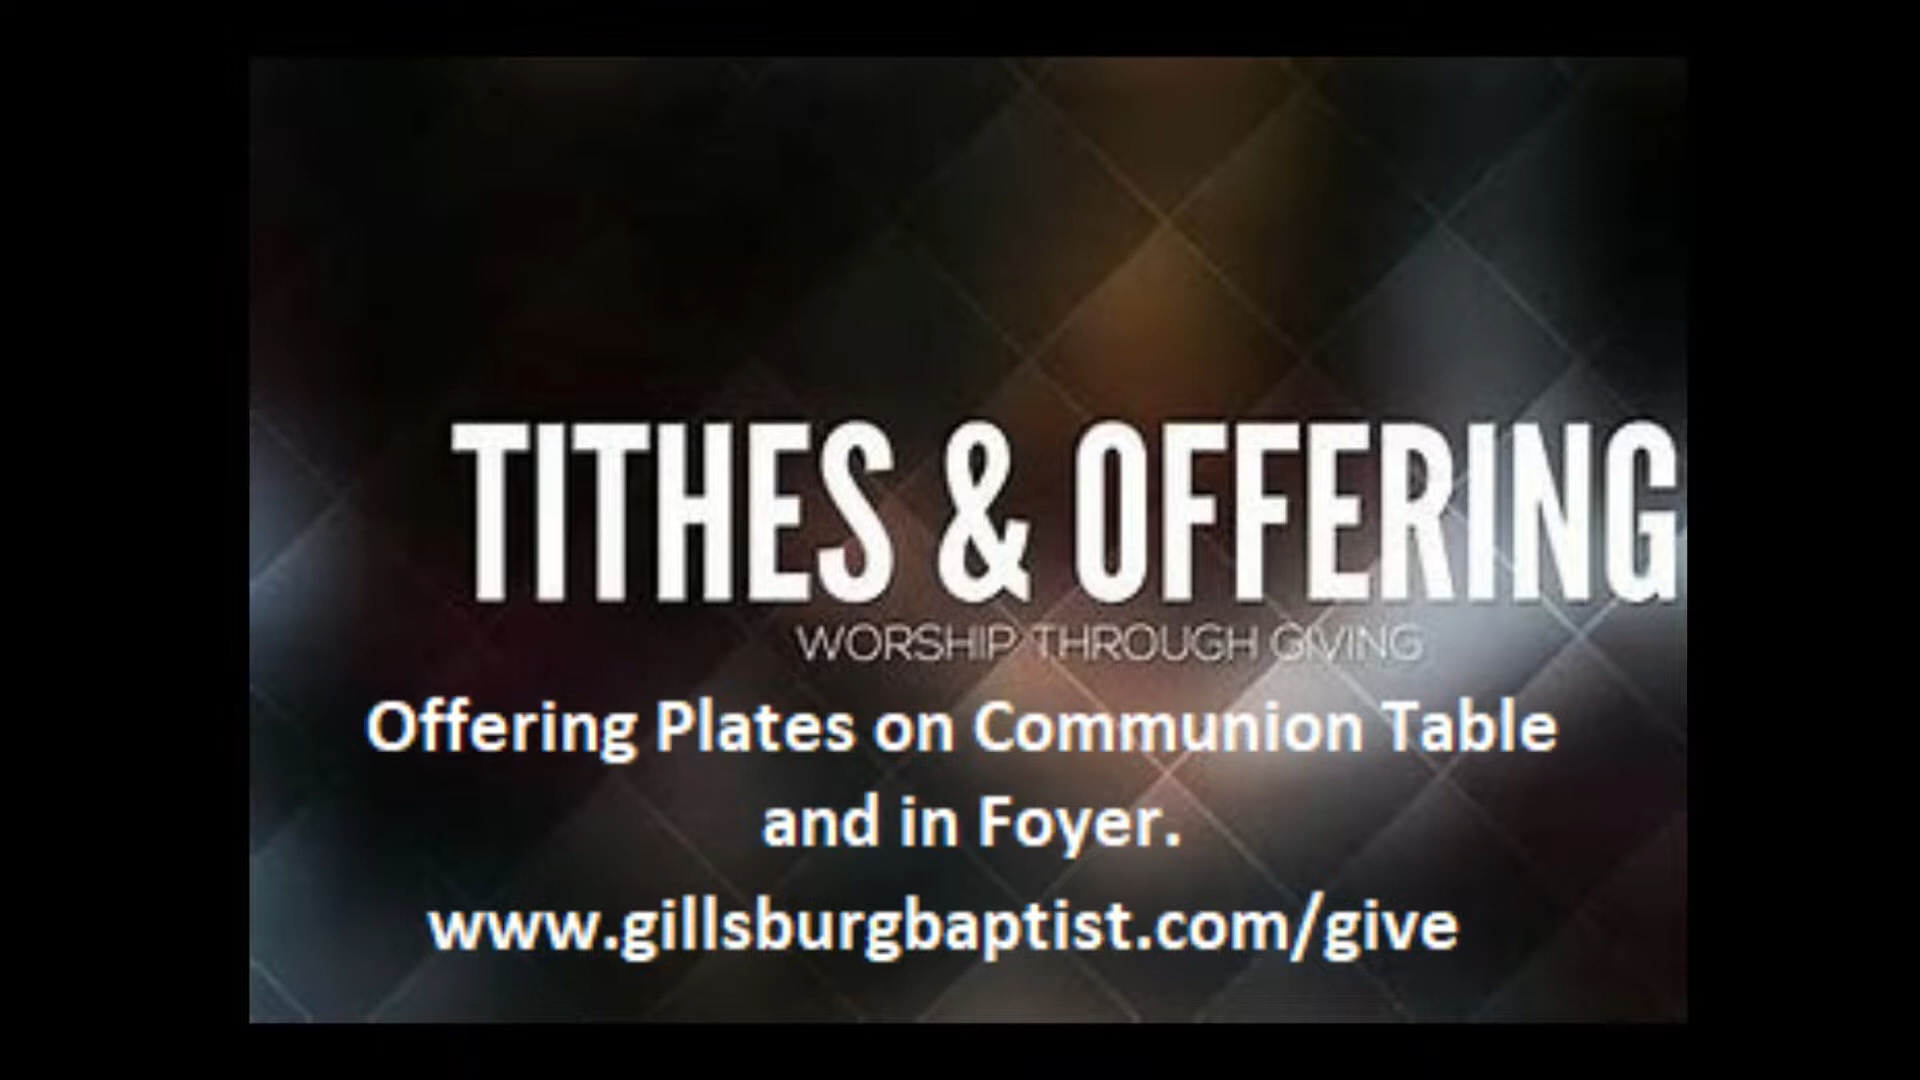 TITHES & OFFERING
WORSHIP THROUGH GIVING
Offering Plates on Communion Table
and in Foyer.
www.gillsburgbaptist.com/give